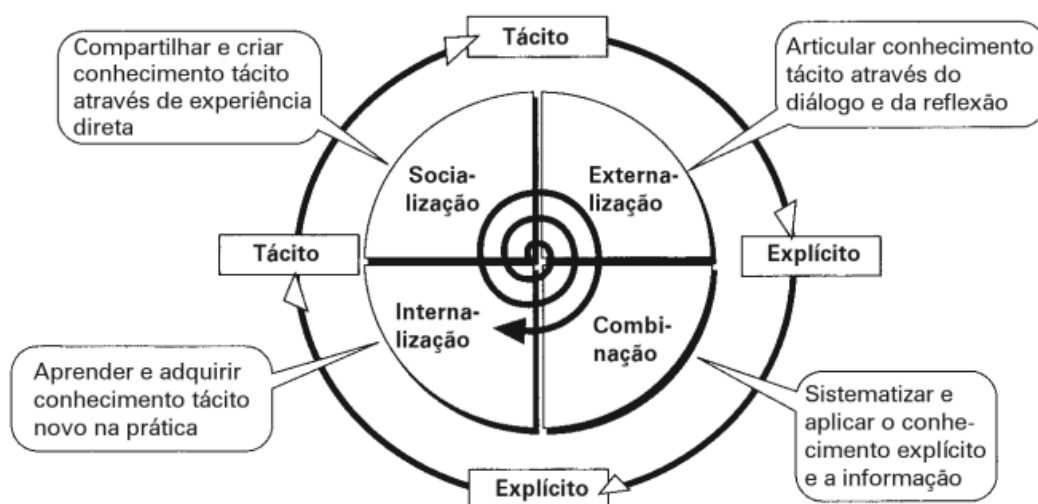 Tácito
Compartilhar e criar
conhecimento tácito
através de experiência
direta
Articular conhecimento
tácito através do
diálogo e da reflexão
Socia-
lização
Externa-
lização
Tácito
Explícito
Interna-
lização
Combi-
nação
Aprender e adquirir
conhecimento tácito
novo na prática
Sistematizar e
aplicar o conhe-
cimento explícito
e a informação
Explícito